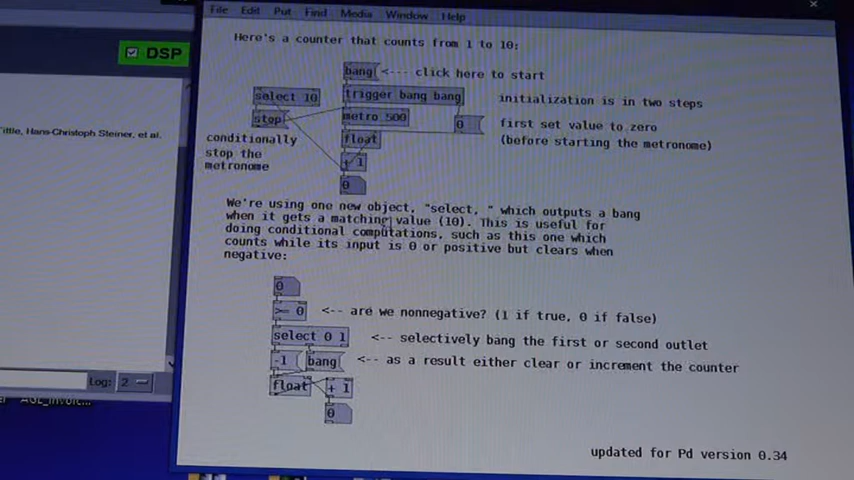 File Edit Put Find Media Window Help
DSP
Here's a counter that counts from 1 to 10:
bang <--- click here to start
select 10
trigger bang bang
initialization is in two steps
stop
metro 500
0
first set value to zero
conditionally
stop the
metronome
float
(before starting the metronome)
+ 1
0
Hans-Christoph Steiner, et al.
We're using one new object, "select, " which outputs a bang
when it gets a matching value (10). This is useful for
doing conditional computations, such as this one which
counts while its input is 0 or positive but clears when
negative:
0
>= 0 <-- are we nonnegative? (1 if true, 0 if false)
select 0 1 <-- selectively bang the first or second outlet
-1 bang <-- as a result either clear or increment the counter
float + 1
0
Log: 2
updated for Pd version 0.34